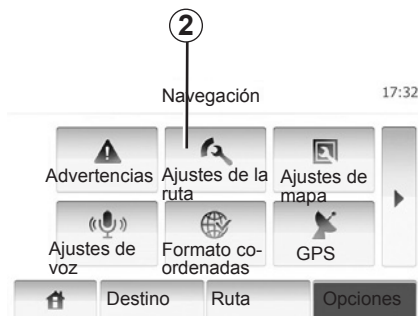 2
Navegación 17:32
Advertencias
Ajustes de la
ruta
Ajustes de
mapa
Ajustes de
voz
Formato co-
ordenadas
GPS
Destino Ruta Opciones